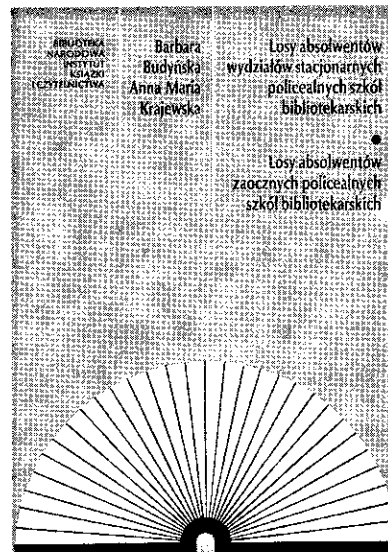 BIBLIOTEKA
NARODOWA
INSTYTUT
KSIĄŻKI
I CZYTELNICTWA
Barbara
Budyńska
Anna Maria
Krajewska
Losy absolwentów
wydziałów stacjonarnych
policealnych szkół
bibliotekarskich
•
Losy absolwentów
zaocznych policealnych
szkół bibliotekarskich